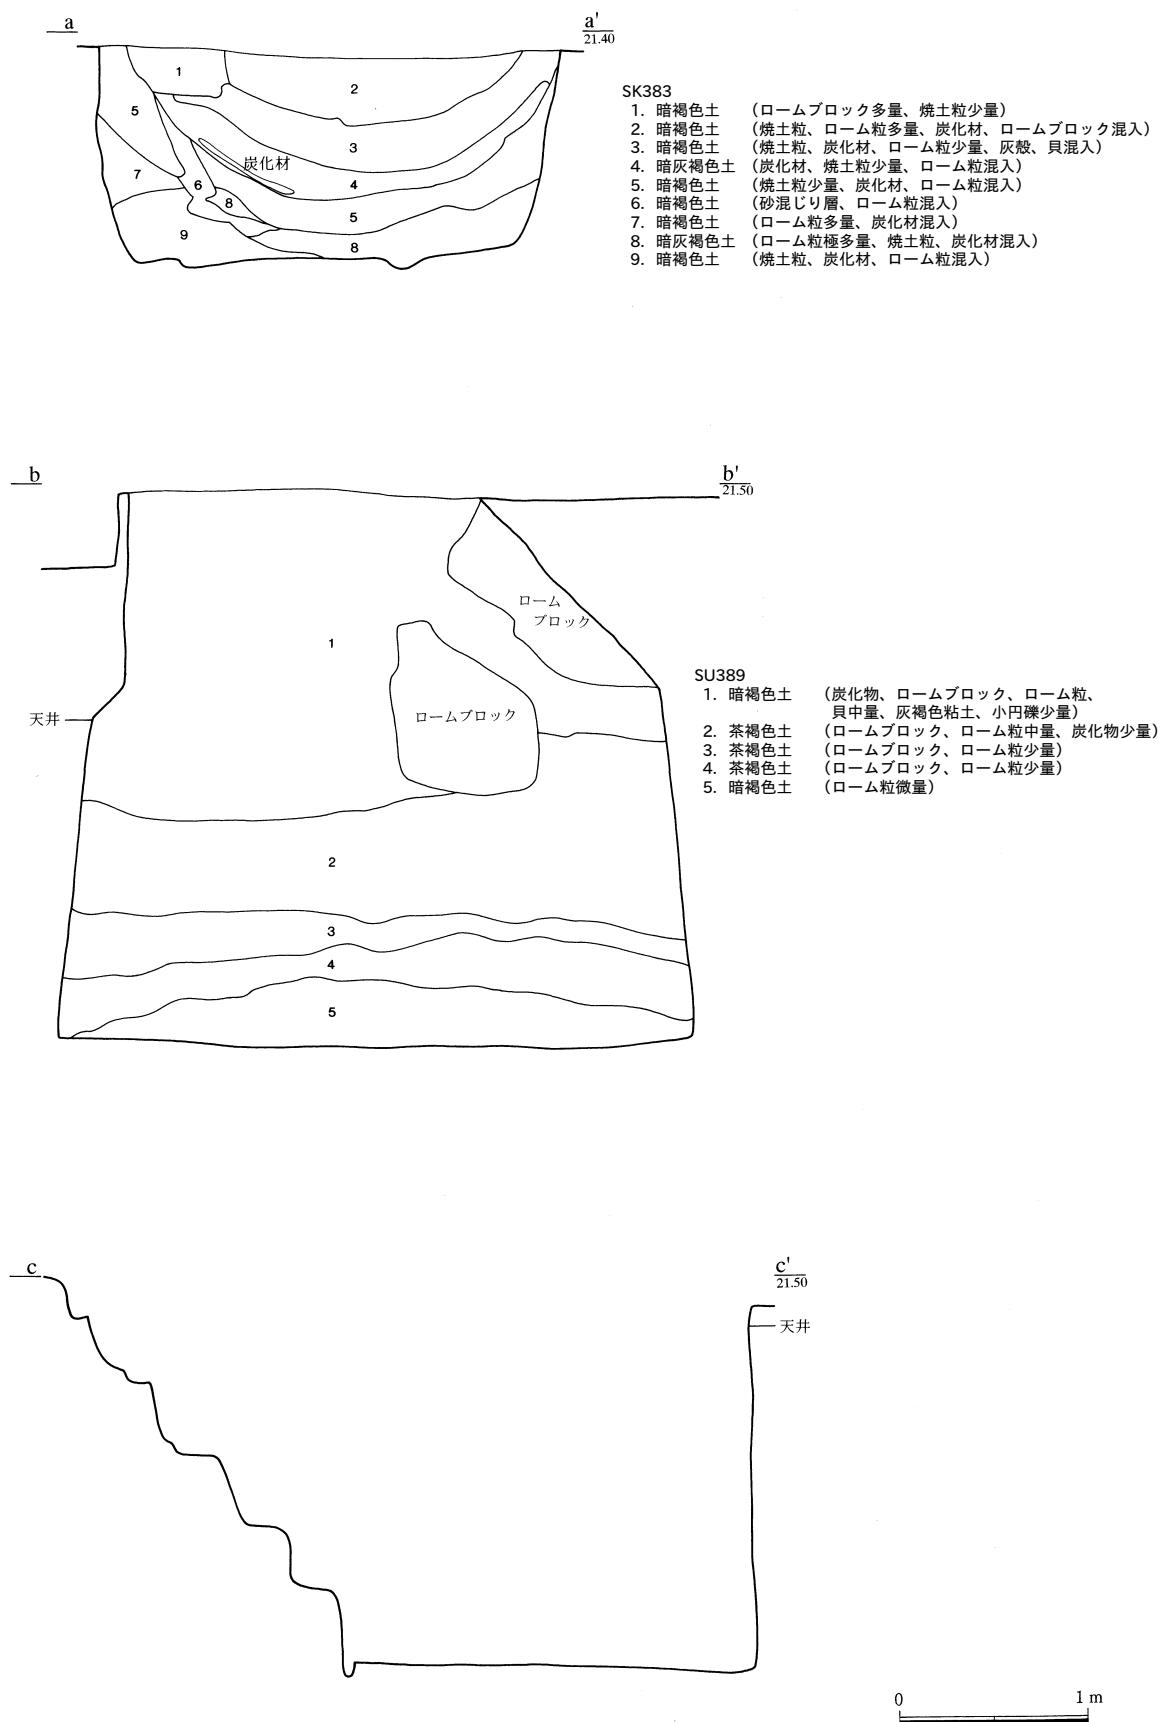 a
a'
21.40
1
2
5
3
炭化材
7
6
4
8
5
9
8
SK383
1. 暗褐色土 （ロームブロック多量、焼土粒少量）
2. 暗褐色土 （焼土粒、ローム粒多量、炭化材、ロームブロック混入）
3. 暗褐色土 （焼土粒、炭化材、ローム粒少量、灰殻、貝混入）
4. 暗灰褐色土 （炭化材、焼土粒少量、ローム粒混入）
5. 暗褐色土 （焼土粒少量、炭化材、ローム粒混入）
6. 暗褐色土 （砂混じり層、ローム粒混入）
7. 暗褐色土 （ローム粒多量、炭化材混入）
8. 暗灰褐色土 （ローム粒極多量、焼土粒、炭化材混入）
9. 暗褐色土 （焼土粒、炭化材、ローム粒混入）
b
b'
21.50
ローム
ブロック
1
ロームブロック
天井
2
3
4
5
SU389
1. 暗褐色土 （炭化物、ロームブロック、ローム粒、
貝中量、灰褐色粘土、小円礫少量）
2. 茶褐色土 （ロームブロック、ローム粒中量、炭化物少量）
3. 茶褐色土 （ロームブロック、ローム粒少量）
4. 茶褐色土 （ロームブロック、ローム粒少量）
5. 暗褐色土 （ローム粒微量）
c
c'
21.50
天井
0 1 m